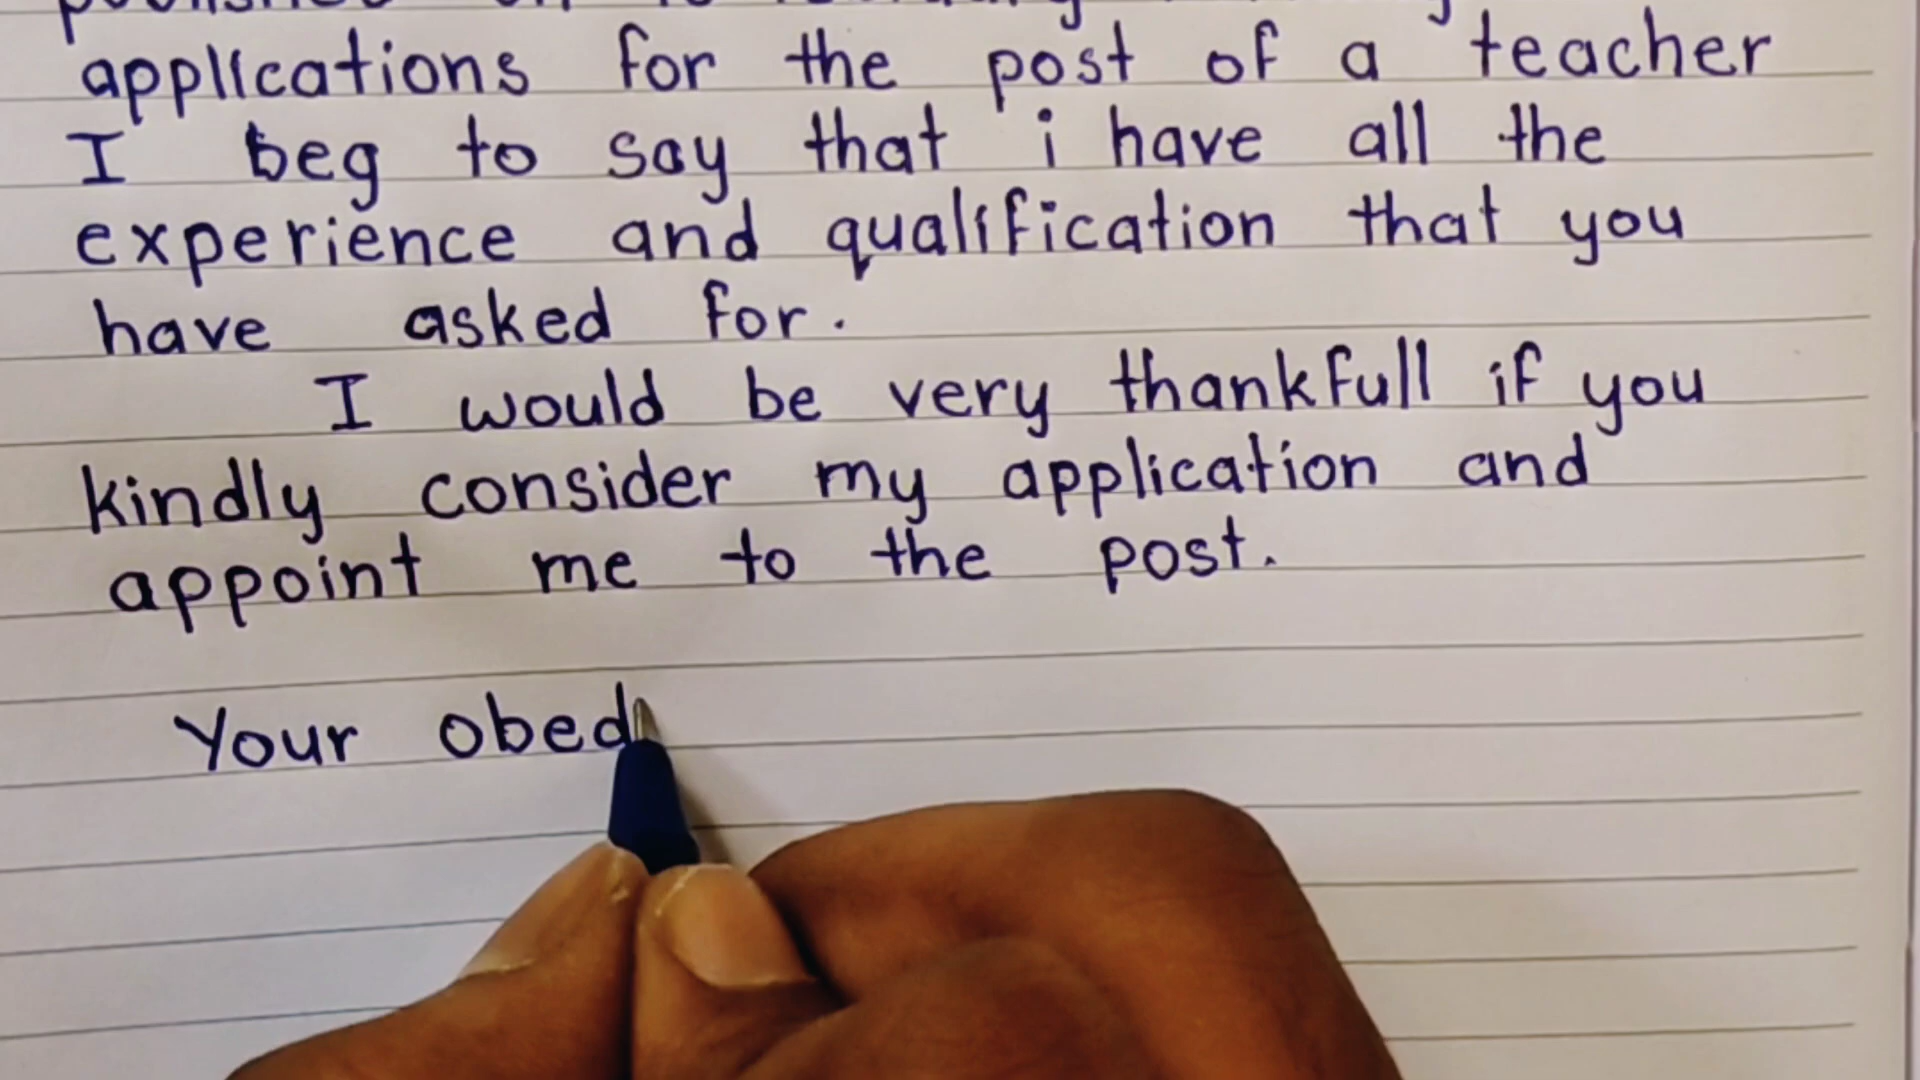 applications for the post of a teacher
I beg to say that i have all the
experience and qualification that you
have asked for.
I would be very thankfull if you
kindly consider my application and
appoint me to the post.
Your obed